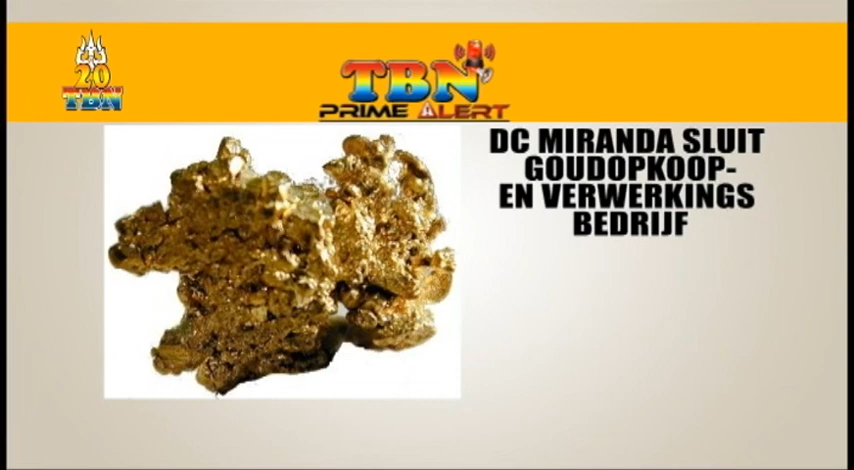 20
TBN
TBN
PRIME ALERT
DC MIRANDA SLUIT
GOUDOPKOOP-
EN VERWERKINGS
BEDRIJF